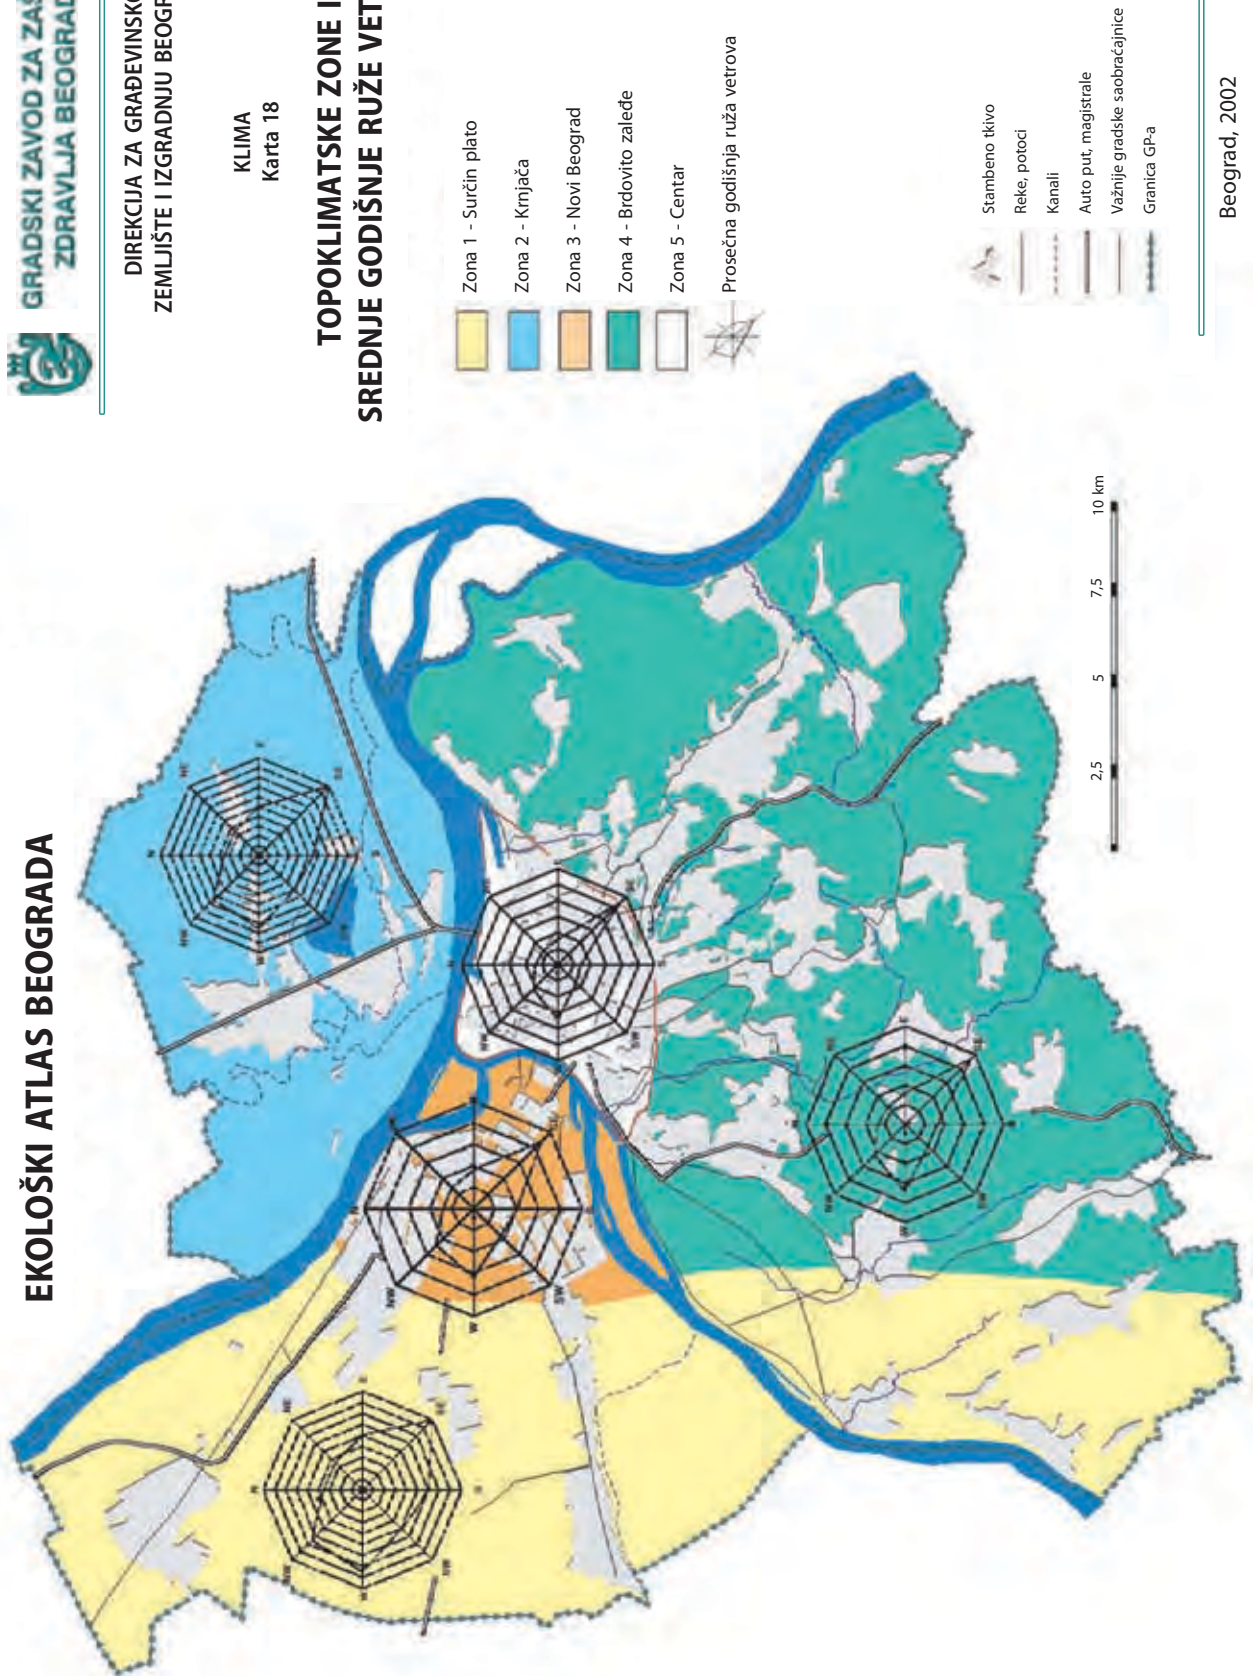 EKOLOŠKI ATLAS BEOGRADA
GRADSKI ZAVOD ZA
ZDRAVLJA BEOGRAD
DIREKCIJA ZA GRAĐEVINSKO
ZEMLJIŠTE I IZGRADNJU BEOGR
KLIMA
Karta 18
TOPOKLIMATSKE ZONE I
SREDNJE GODIŠNJE RUŽE VET
Zona 1 - Surčin plato
Zona 2 - Krnjača
Zona 3 - Novi Beograd
Zona 4 - Brdovito zaleđe
Zona 5 - Centar
Prosečna godišnja ruža vetrova
Stambeno tkivo
Reke, potoci
Kanali
Auto put, magistrale
Važnije gradske saobraćajnice
Granica GP-a
2,5
5
7,5
10 km
Beograd, 2002
NW
W
SW